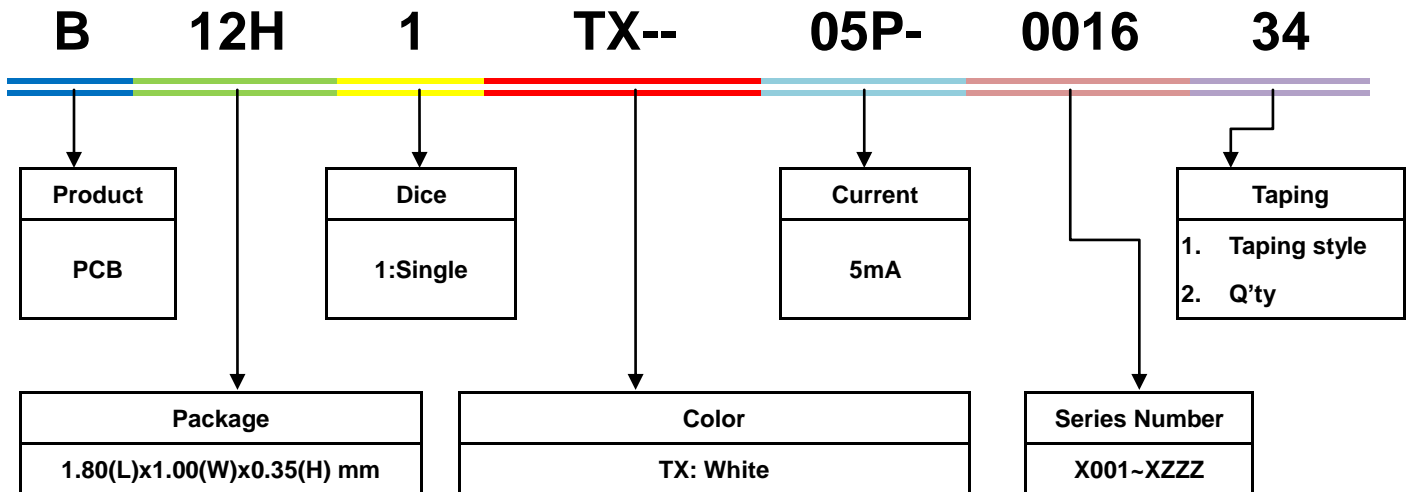 B 12H 1 TX-- 05P- 0016 34
Product
PCB
Dice
1:Single
Current
5mA
Taping
1. Taping style
2. Q’ty
Package
1.80(L)x1.00(W)x0.35(H) mm
Color
TX: White
Series Number
X001~XZZZ